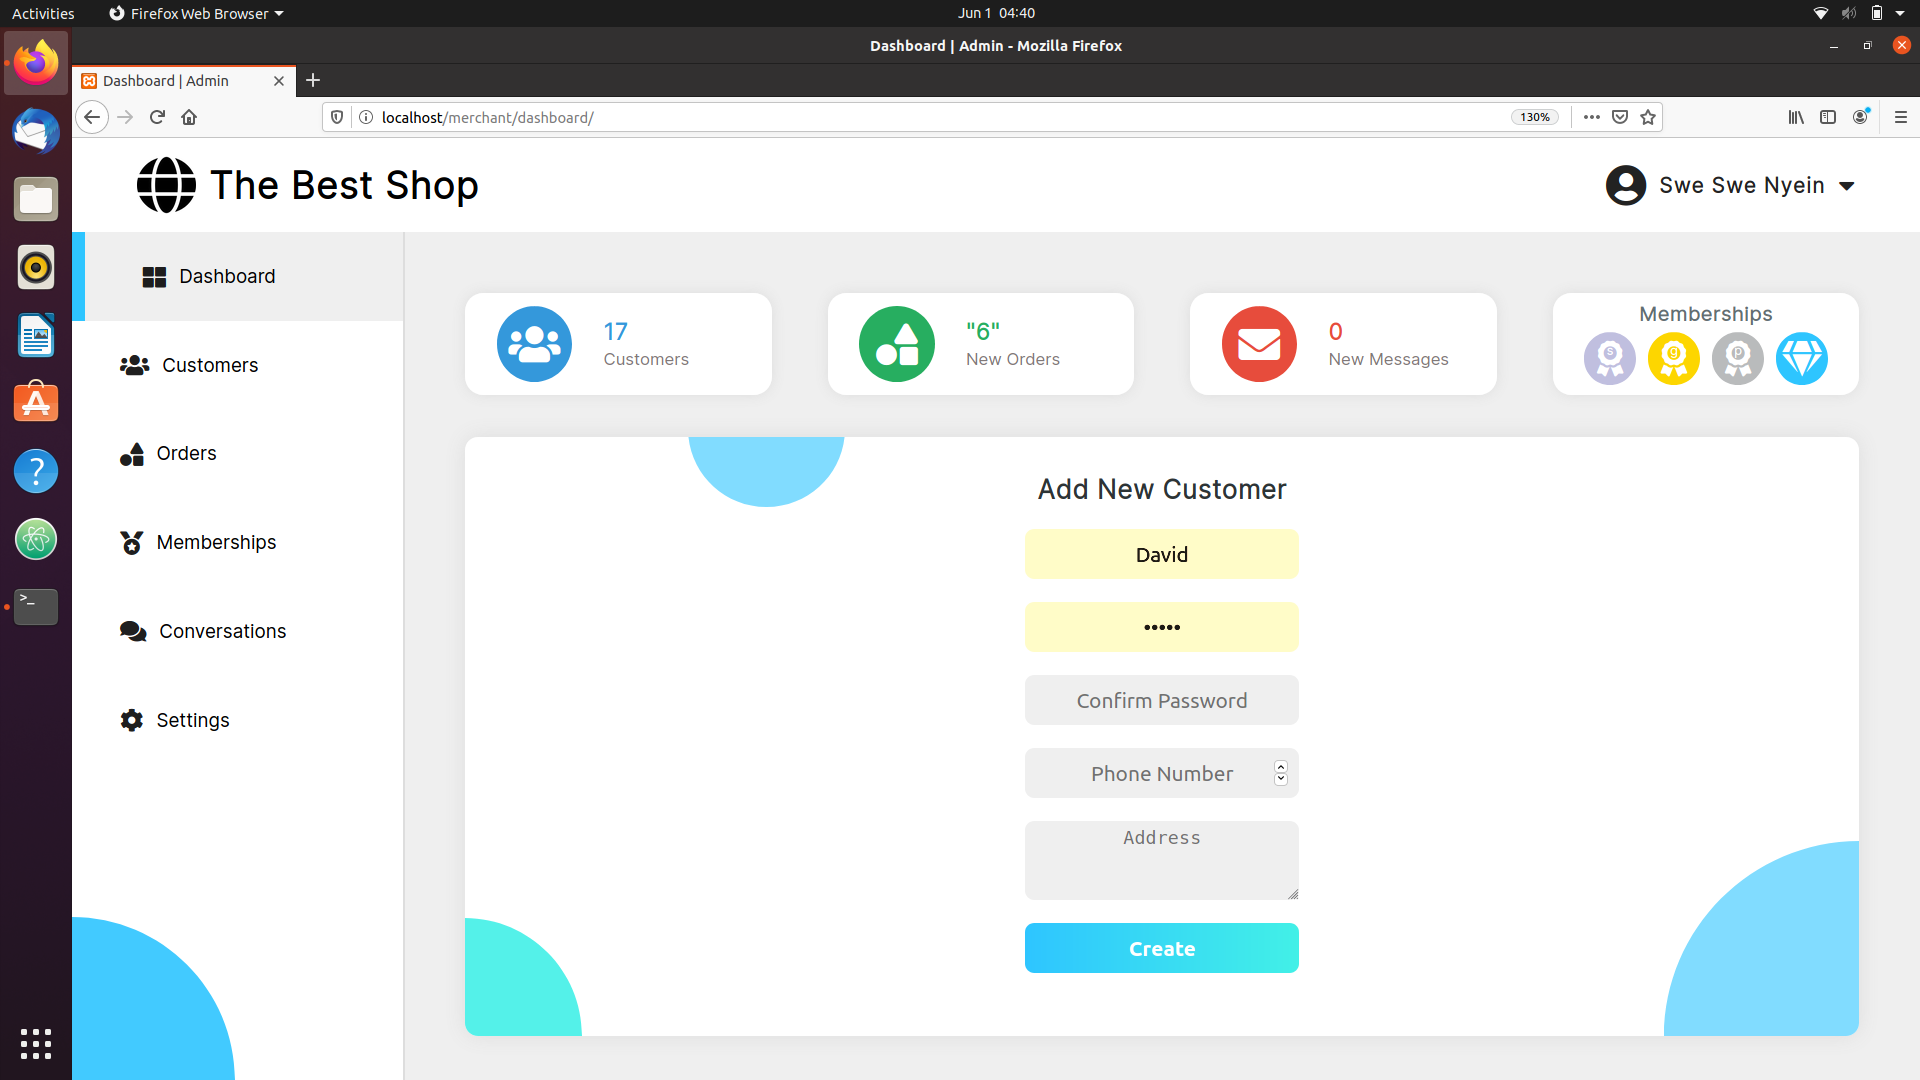 Activities
Firefox Web Browser
Jun 1 04:40
Dashboard | Admin - Mozilla Firefox
Dashboard | Admin
localhost/merchant/dashboard/
130%
The Best Shop
Swe Swe Nyein
Dashboard
Customers
Orders
Memberships
Conversations
Settings
17
Customers
"6"
New Orders
0
New Messages
Memberships
s
g
p
Add New Customer
David
•••••
Confirm Password
Phone Number
Address
Create